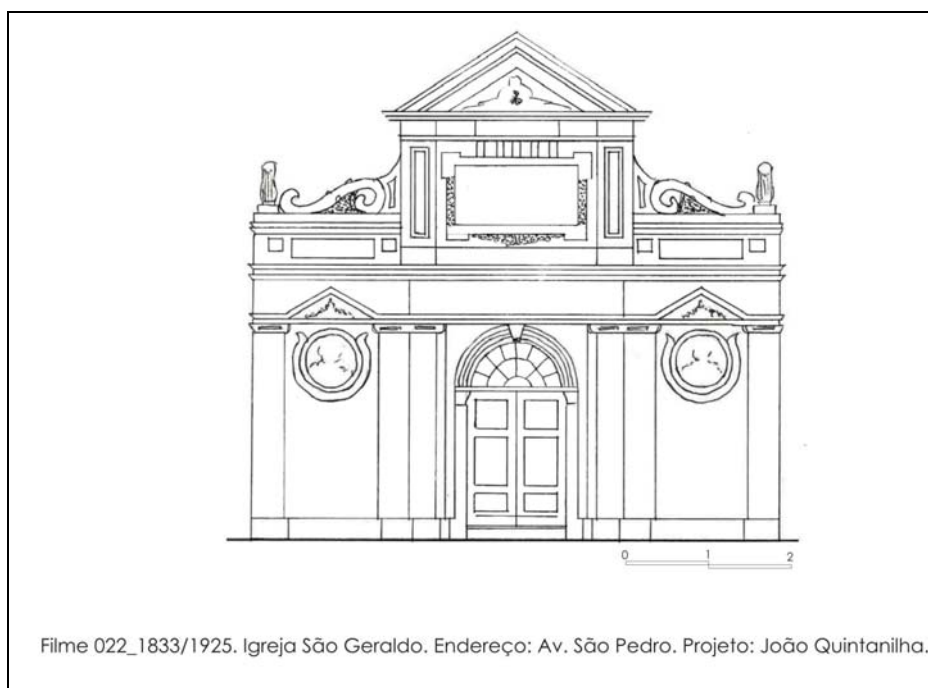 0 1 2
Filme 022_1833/1925. Igreja São Geraldo. Endereço: Av. São Pedro. Projeto: João Quintanilha.